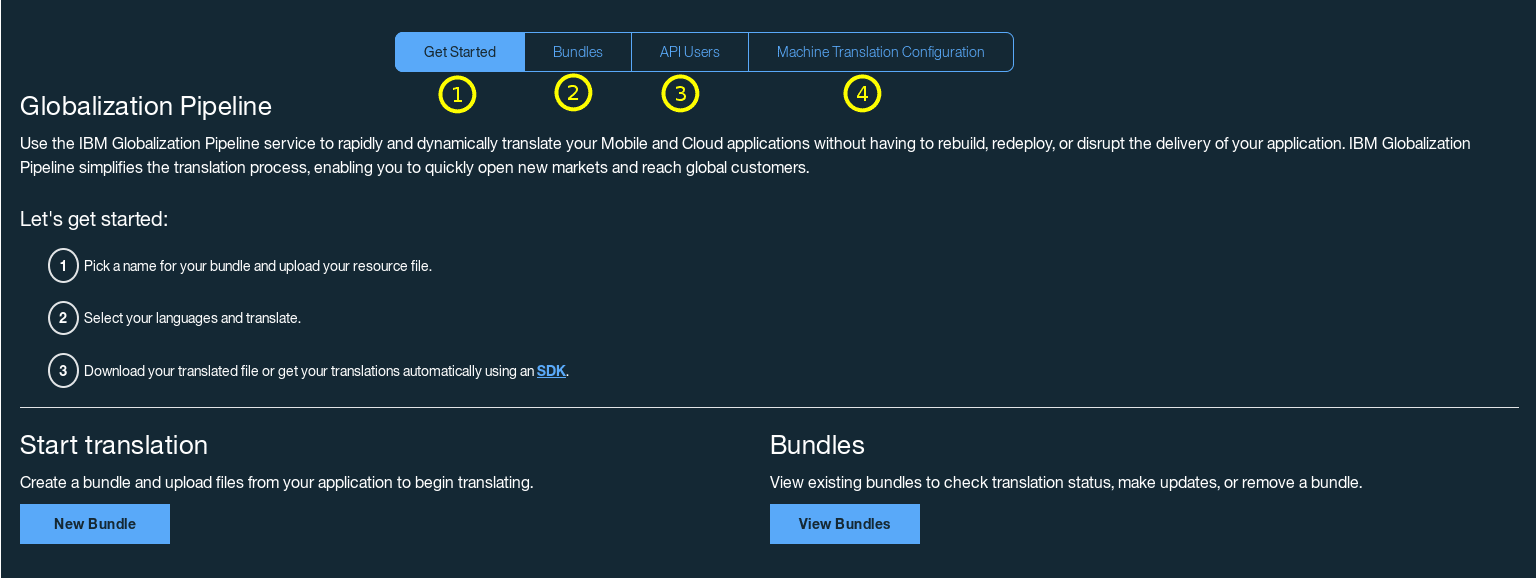 Get Started Bundles API Users Machine Translation Configuration
1 2 3 4
Globalization Pipeline
Use the IBM Globalization Pipeline service to rapidly and dynamically translate your Mobile and Cloud applications without having to rebuild, redeploy, or disrupt the delivery of your application. IBM Globalization
Pipeline simplifies the translation process, enabling you to quickly open new markets and reach global customers.
Let's get started:
1 Pick a name for your bundle and upload your resource file.
2 Select your languages and translate.
3 Download your translated file or get your translations automatically using an SDK.
Start translation
Create a bundle and upload files from your application to begin translating.
New Bundle
Bundles
View existing bundles to check translation status, make updates, or remove a bundle.
View Bundles